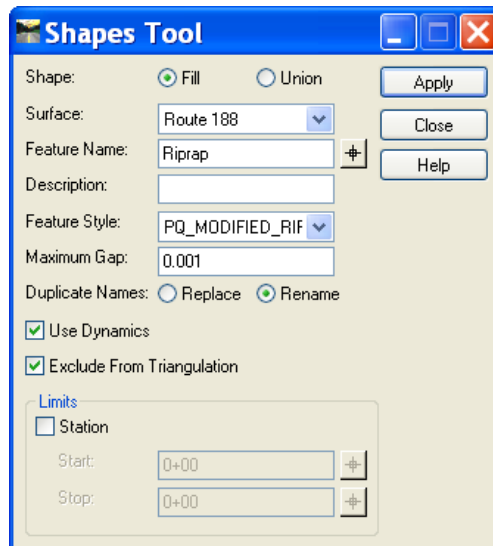 Shapes Tool
Shape: Fill Union Apply
Surface: Route 188 Close
Feature Name: Riprap Help
Description:
Feature Style: PQ_MODIFIED_RIF
Maximum Gap: 0.001
Duplicate Names: Replace Rename
Use Dynamics
Exclude From Triangulation
Limits
Station
Start: 0+00
Stop: 0+00